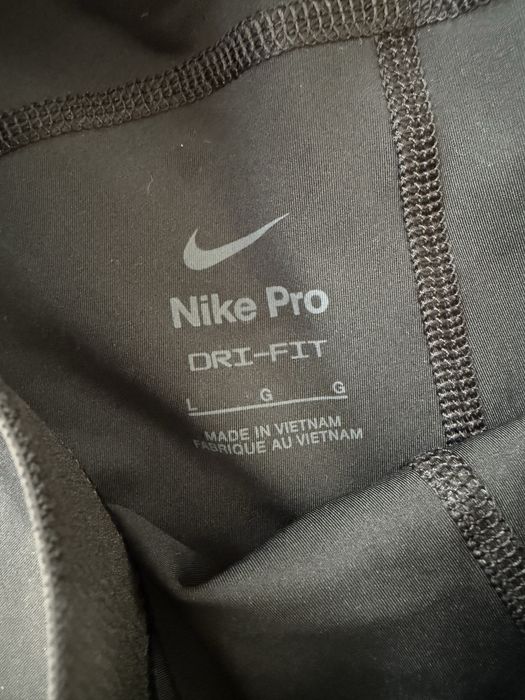 Nike Pro
DRI-FIT
L G G
MADE IN VIETNAM
FABRIQUE AU VIETNAM